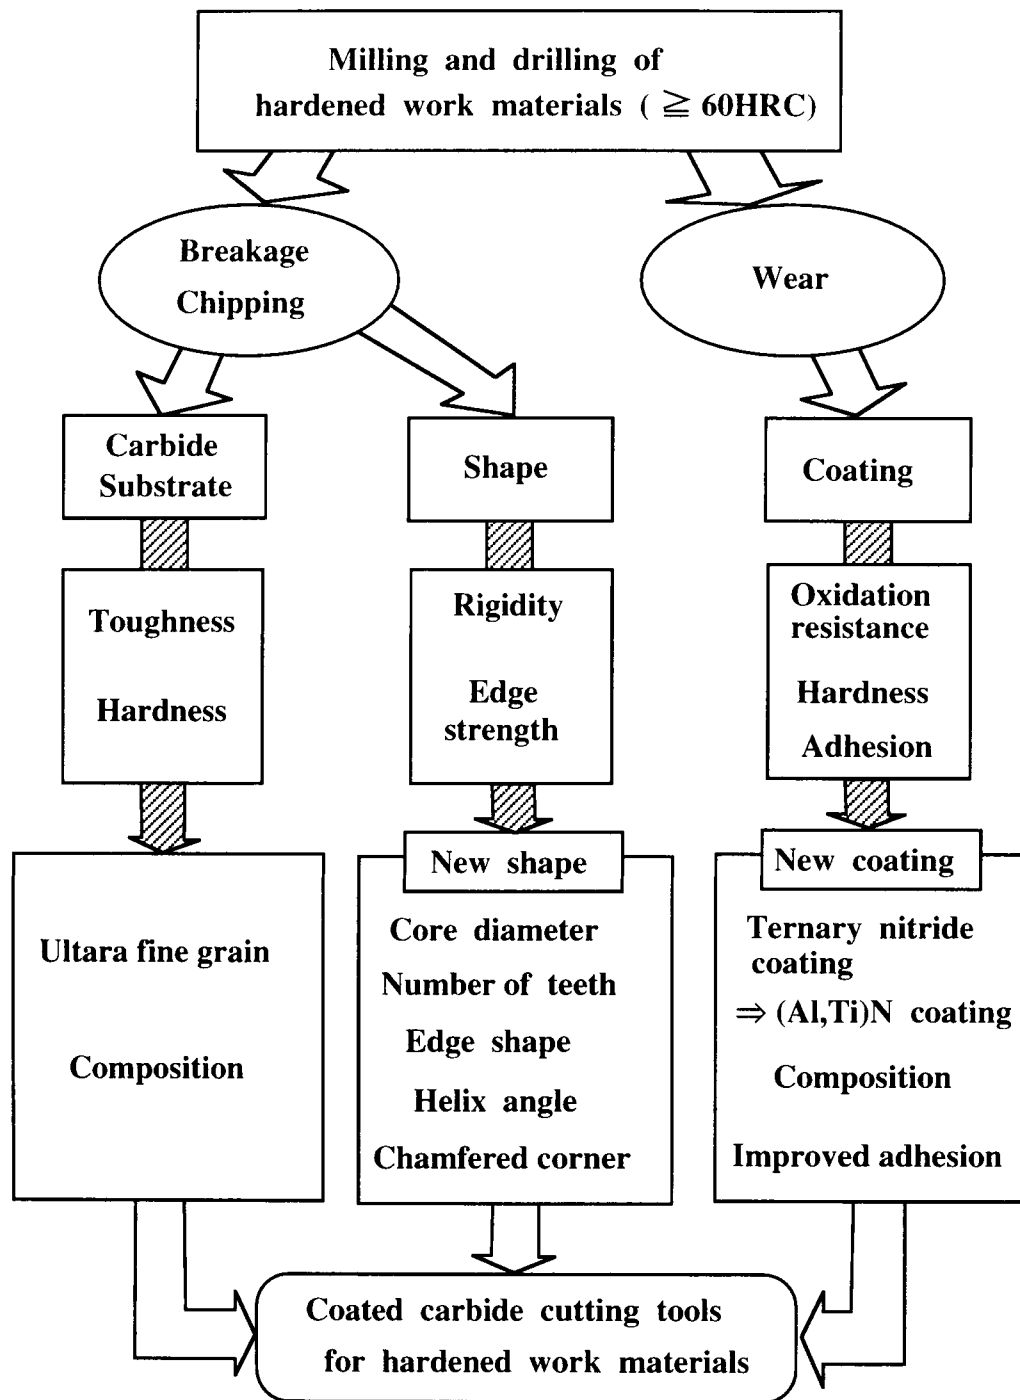 Milling and drilling of
hardened work materials ( ≧ 60HRC)
Breakage
Chipping
Wear
Carbide
Substrate
Shape
Coating
Toughness
Hardness
Rigidity
Edge
strength
Oxidation
resistance
Hardness
Adhesion
Ultara fine grain
Composition
New shape
Core diameter
Number of teeth
Edge shape
Helix angle
Chamfered corner
New coating
Ternary nitride
coating
⇒ (Al,Ti)N coating
Composition
Improved adhesion
Coated carbide cutting tools
for hardened work materials